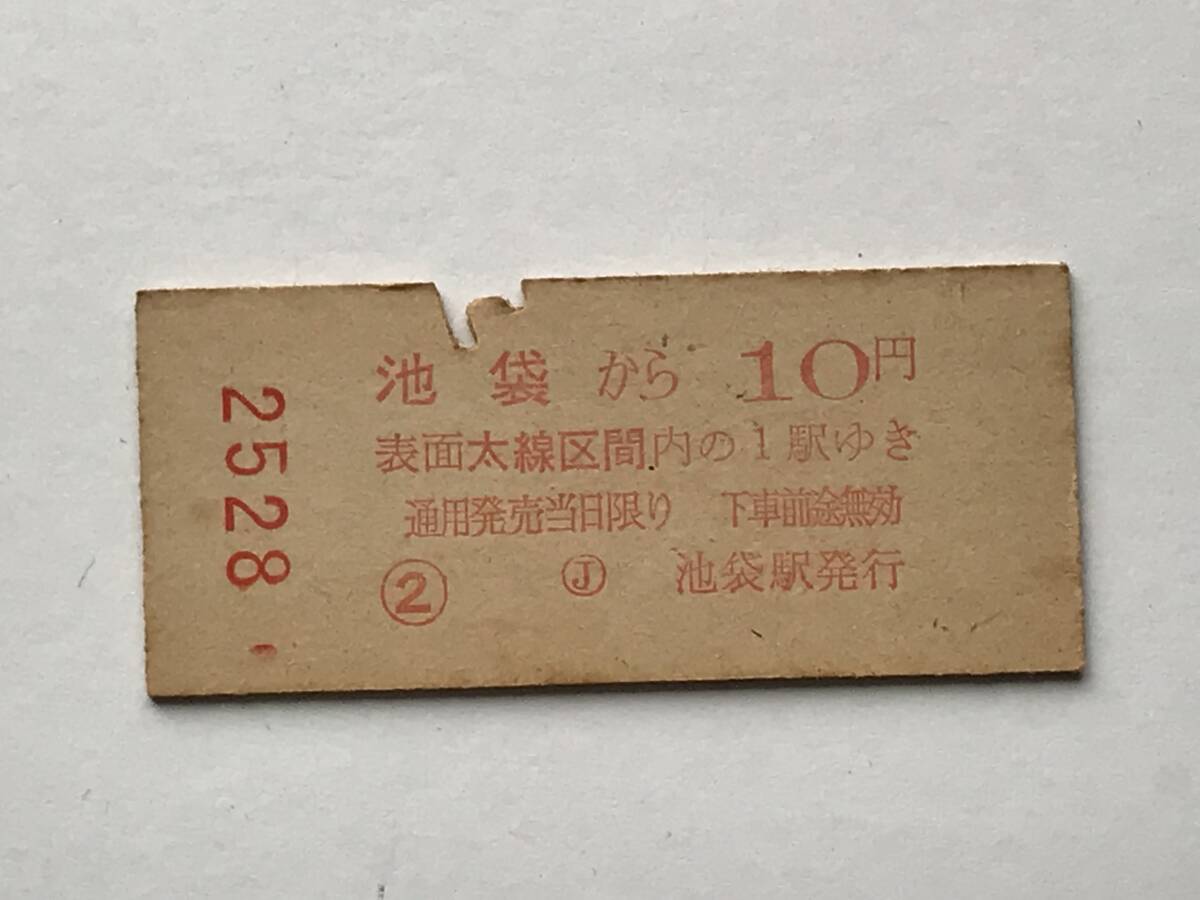 池袋から10円
表面太線区間内の1駅ゆき
通用発売当日限り 下車前途無効
② Ⓙ 池袋駅発行
2528